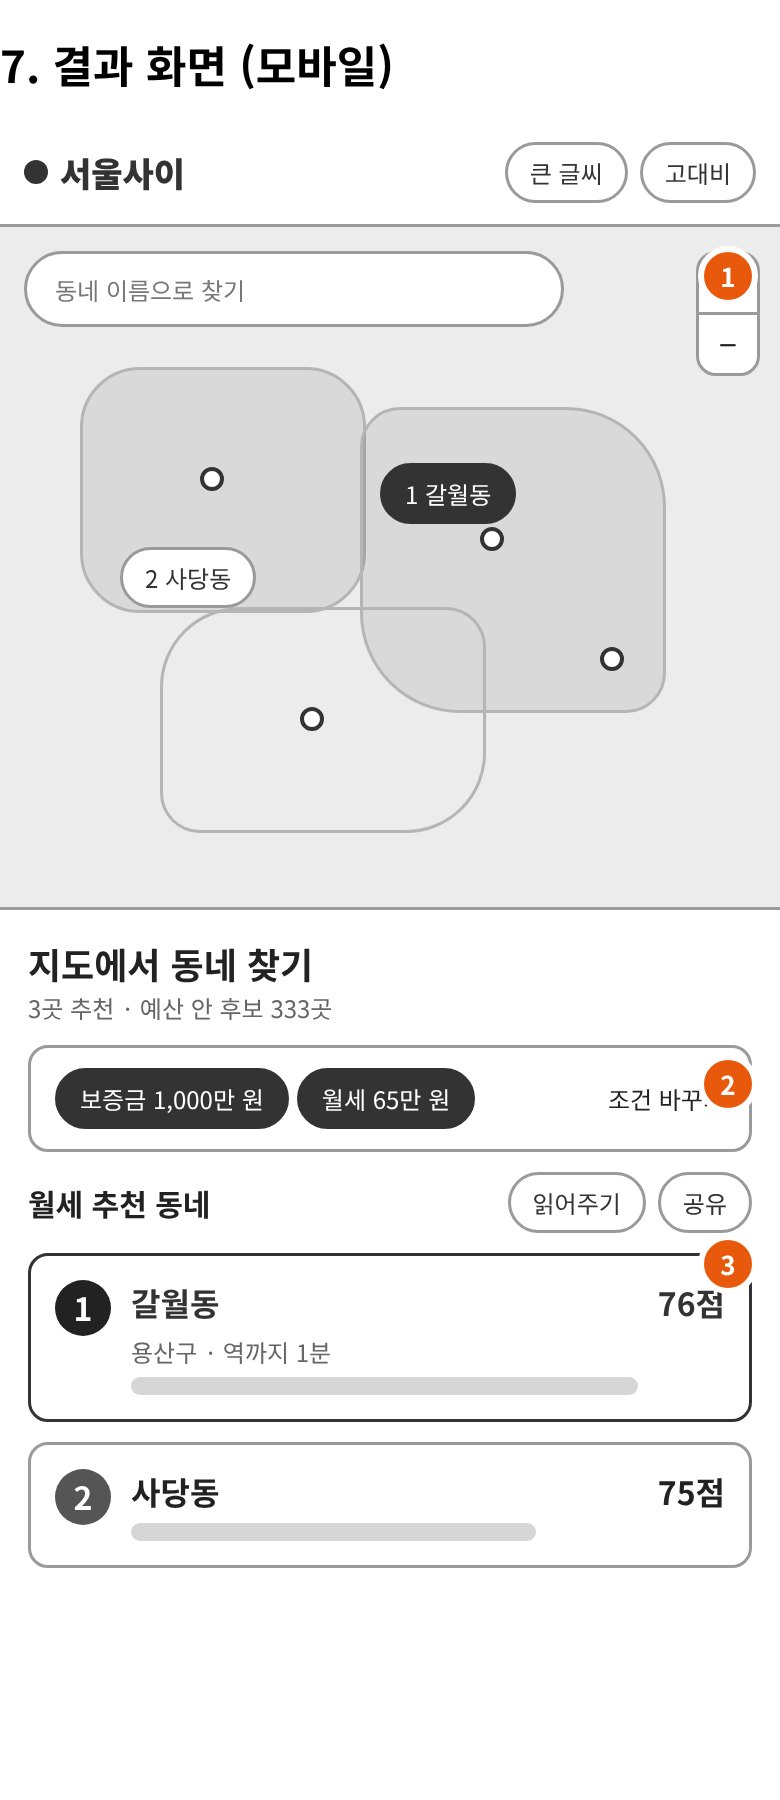 7. 결과 화면 (모바일)
서울사이
큰 글씨
고대비
동네 이름으로 찾기
1
−
1 갈월동
2 사당동
지도에서 동네 찾기
3곳 추천 · 예산 안 후보 333곳
보증금 1,000만 원
월세 65만 원
조건 바꾸
2
월세 추천 동네
읽어주기
공유
3
1
갈월동
76점
용산구 · 역까지 1분
2
사당동
75점